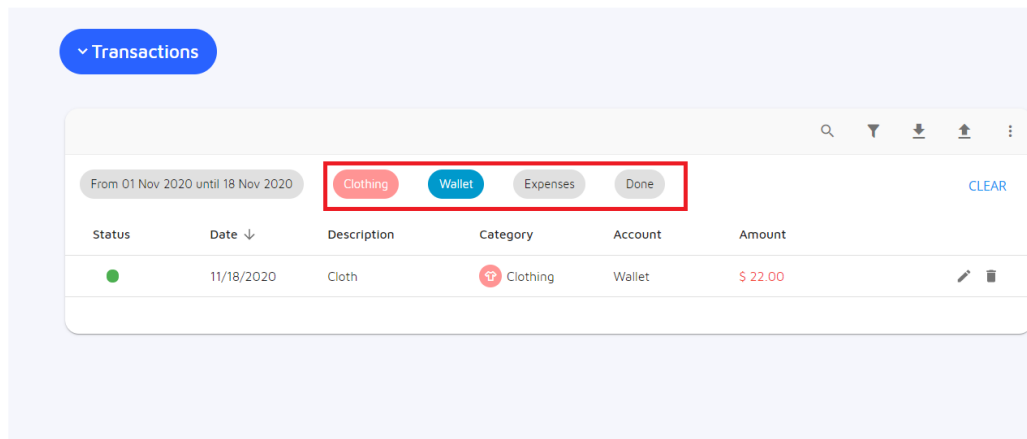 Transactions
From 01 Nov 2020 until 18 Nov 2020 Clothing Wallet Expenses Done CLEAR
Status Date Description Category Account Amount
11/18/2020 Cloth Clothing Wallet $ 22.00